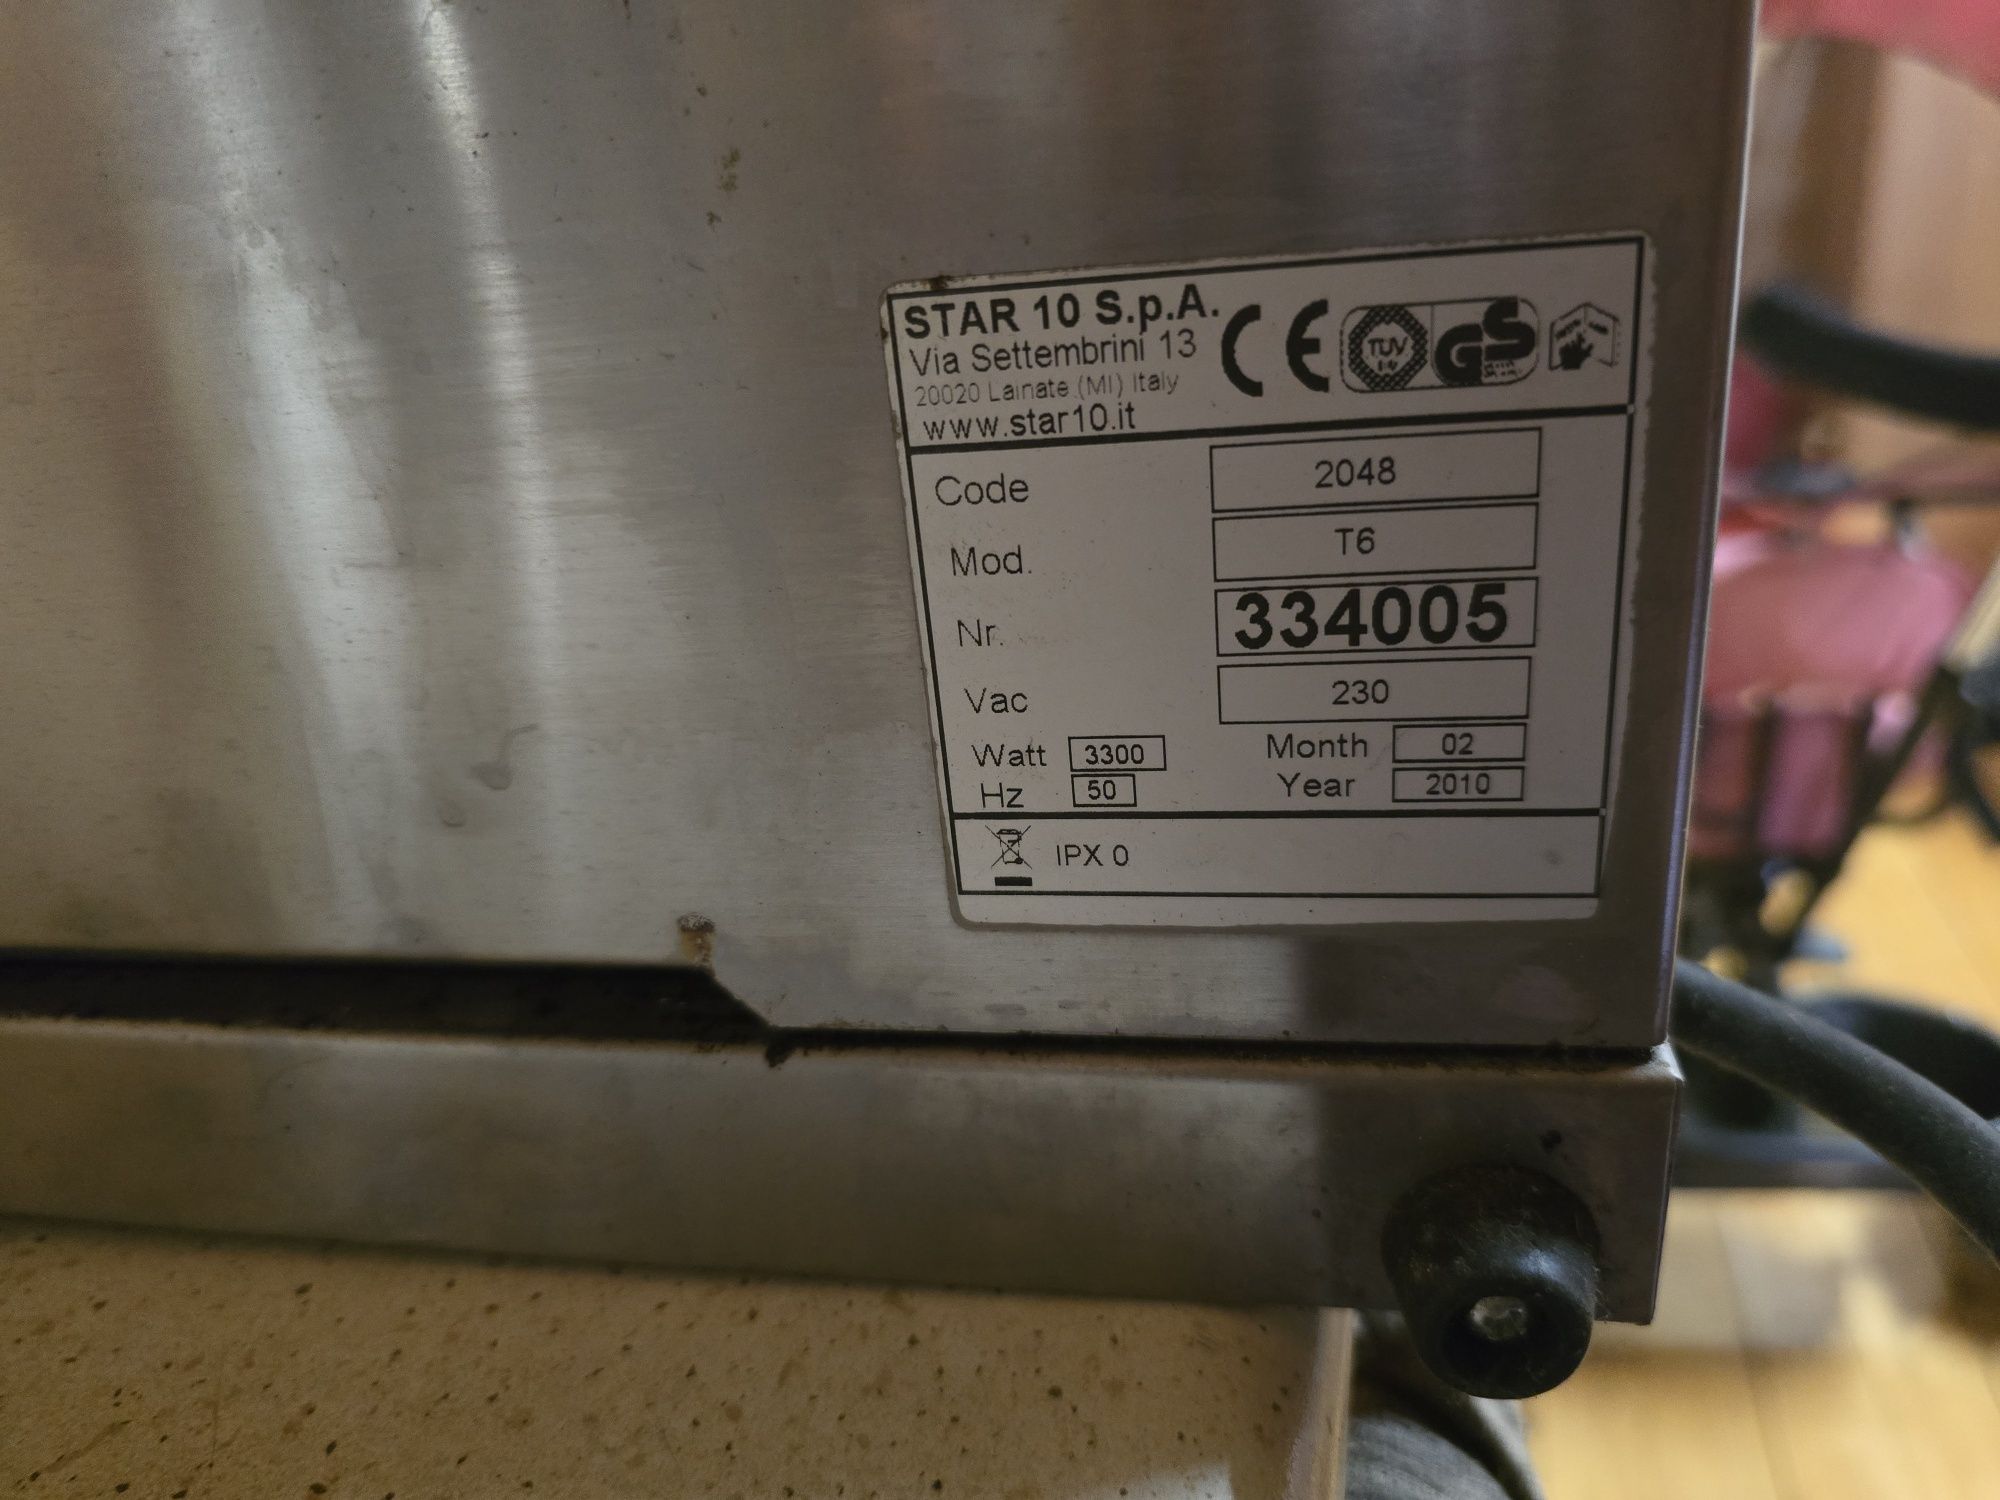 STAR 10 S.p.A.
Via Settembrini 13
20020 Lainate (MI) Italy
www.star10.it
CE
TUV
GS
Code 2048
Mod. T6
Nr. 334005
Vac 230
Watt 3300 Month 02
Hz 50 Year 2010
IPX 0